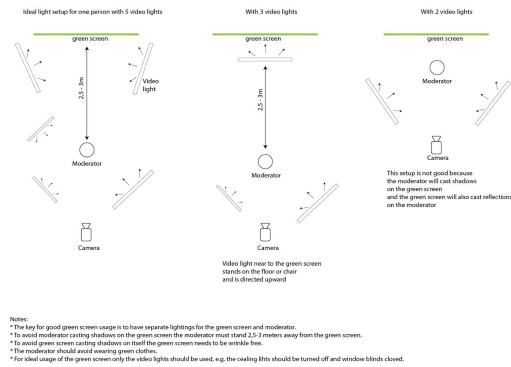 Ideal light setup for one person with 5 video lights
green screen
2,5 - 3m
Video
light
Moderator
Camera
With 3 video lights
green screen
2,5 - 3m
Moderator
Camera
Video light near to the green screen
stands on the floor or chair
and is directed upward
With 2 video lights
green screen
Moderator
Camera
This setup is not good because
the moderator will cast shadows
on the green screen
and the green screen will also cast reflections
on the moderator
Notes:
* The key for good green screen usage is to have separate lightings for the green screen and moderator.
* To avoid moderator casting shadows on the green screen the moderator must stand 2,5-3 meters away from the green screen.
* To avoid green screen casting shadows on itself the green screen needs to be wrinkle free.
* The moderator should avoid wearing green clothes.
* For ideal usage of the green screen only the video lights should be used, e.g. the cealing lihts should be turned off and window blinds closed.